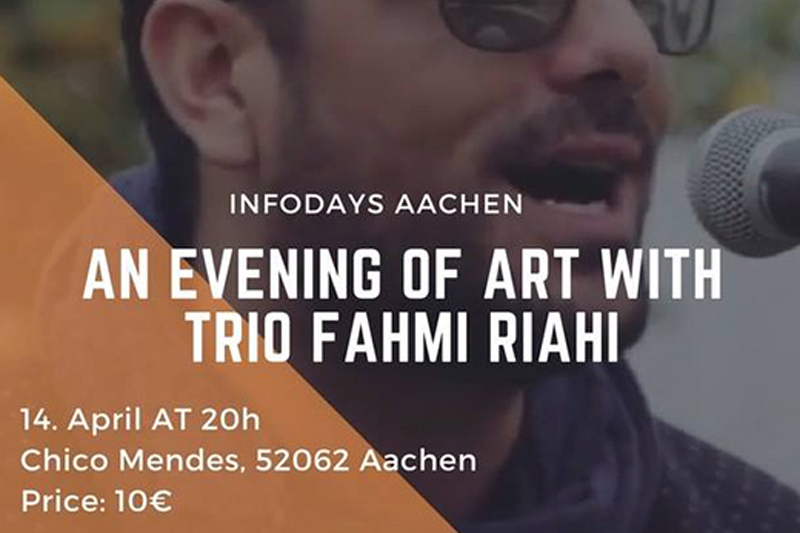 INFODAYS AACHEN
AN EVENING OF ART WITH
TRIO FAHMI RIAHI
14. April AT 20h
Chico Mendes, 52062 Aachen
Price: 10€